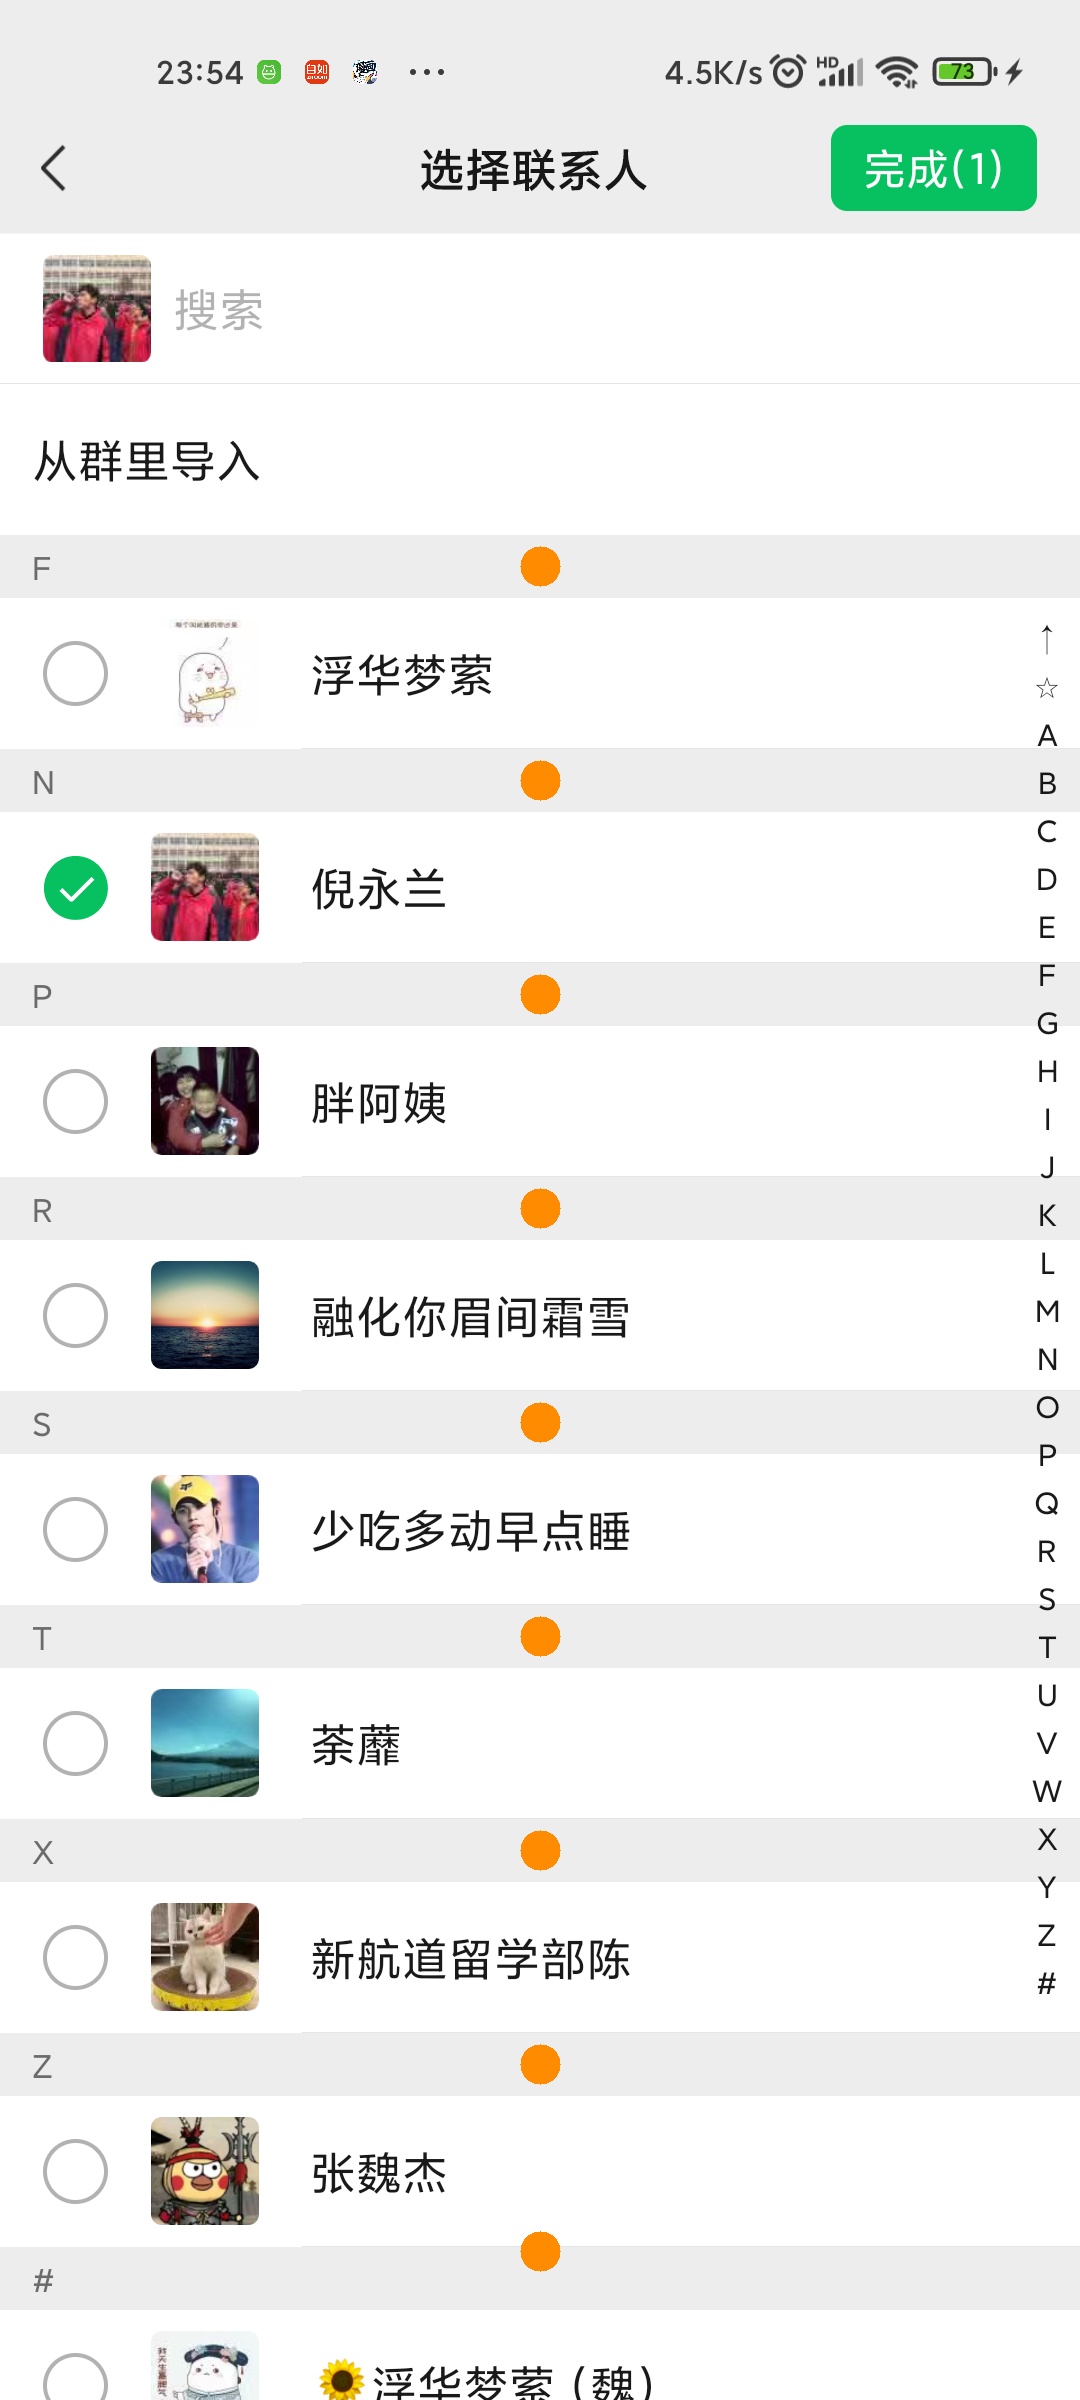 23:54
自如
4.5K/s
HD
73
选择联系人
完成(1)
搜索
从群里导入
F
浮华梦萦
N
倪永兰
P
胖阿姨
R
融化你眉间霜雪
S
少吃多动早点睡
T
荼蘼
X
新航道留学部陈
Z
张魏杰
#
🌻浮华梦萦 (魏)
↑
☆
A
B
C
D
E
F
G
H
I
J
K
L
M
N
O
P
Q
R
S
T
U
V
W
X
Y
Z
#